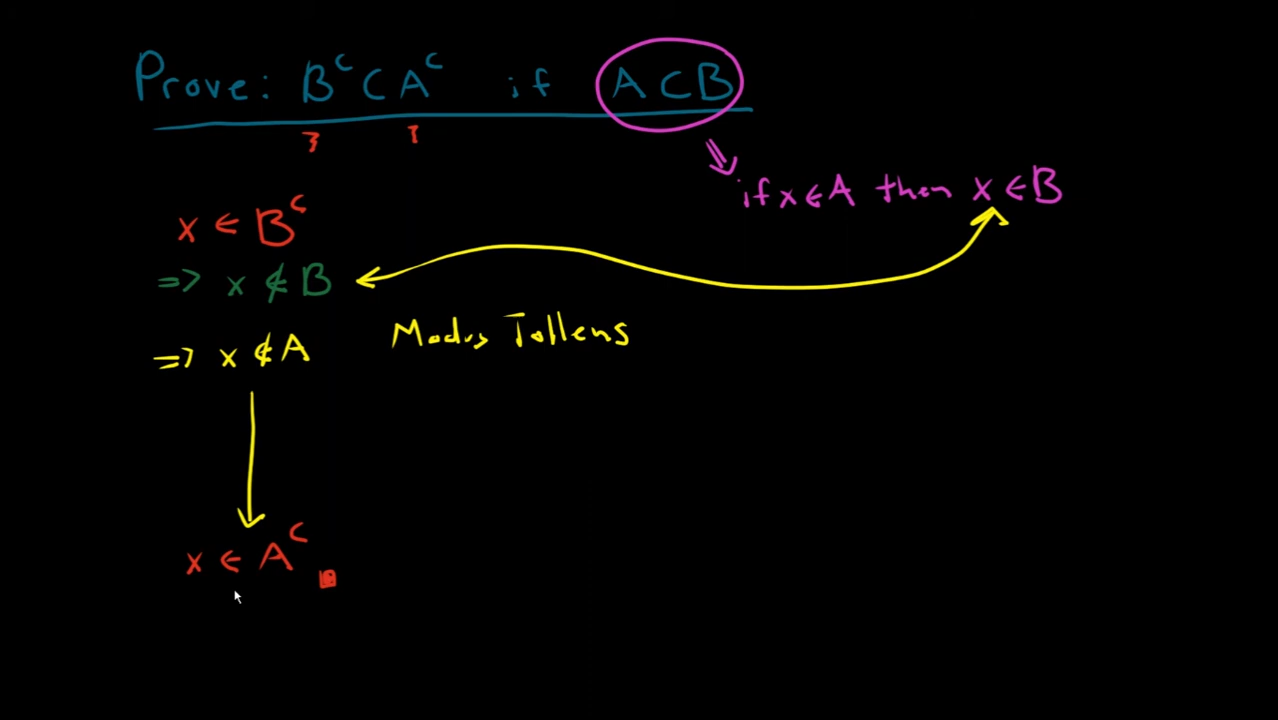 Prove: Bᶜ ⊂ Aᶜ if A ⊂ B
if x ∈ A then x ∈ B
x ∈ Bᶜ
⇒ x ∉ B
⇒ x ∉ A Modus Tollens
x ∈ Aᶜ